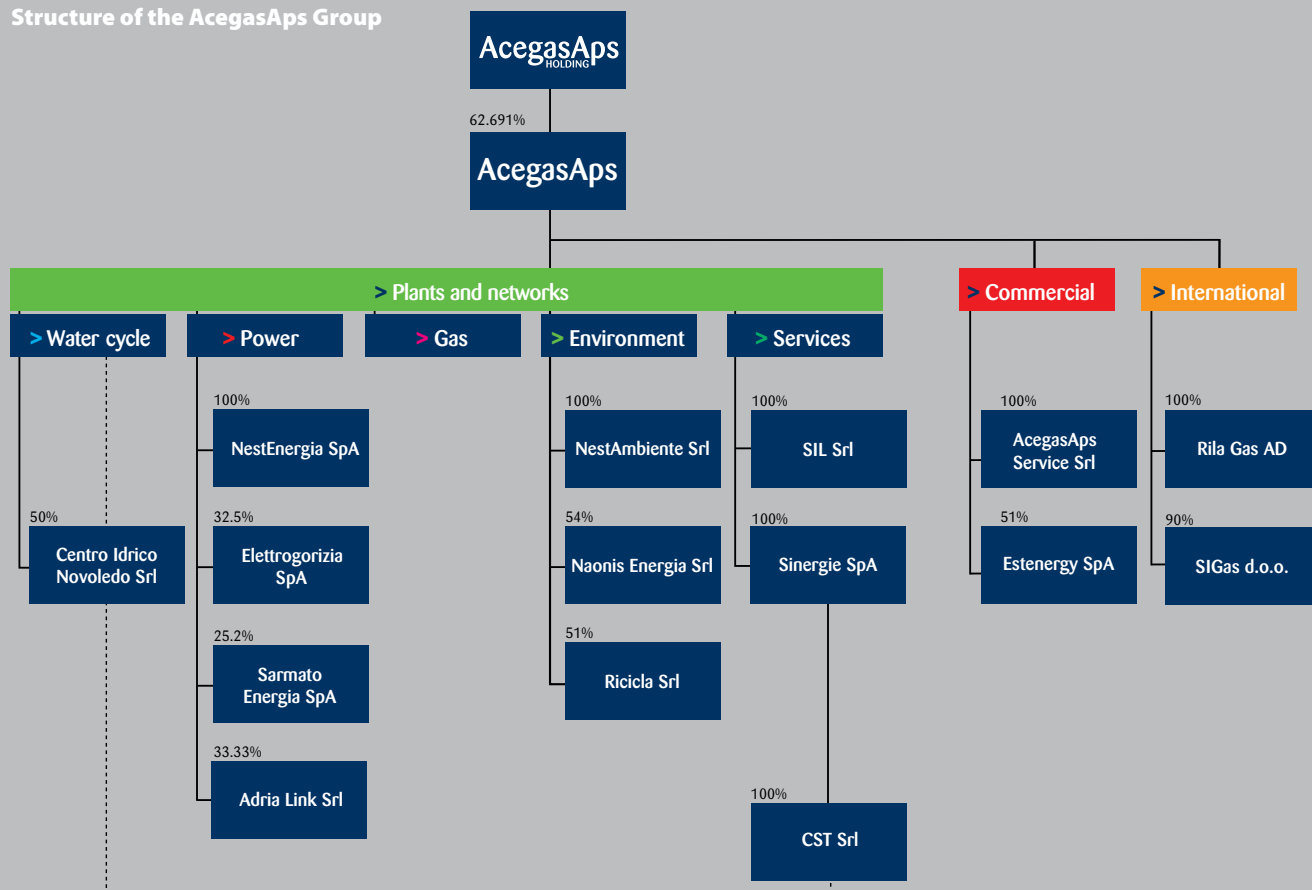 Structure of the AcegasAps Group
AcegasAps
HOLDING
62.691%
AcegasAps
> Plants and networks
> Commercial
> International
> Water cycle
> Power
> Gas
> Environment
> Services
50%
Centro Idrico
Novoledo Srl
100%
NestEnergia SpA
32.5%
Elettrogorizia
SpA
25.2%
Sarmato
Energia SpA
33.33%
Adria Link Srl
100%
NestAmbiente Srl
54%
Naonis Energia Srl
51%
Ricicla Srl
100%
SIL Srl
100%
Sinergie SpA
100%
CST Srl
100%
AcegasAps
Service Srl
51%
Estenergy SpA
100%
Rila Gas AD
90%
SIGas d.o.o.